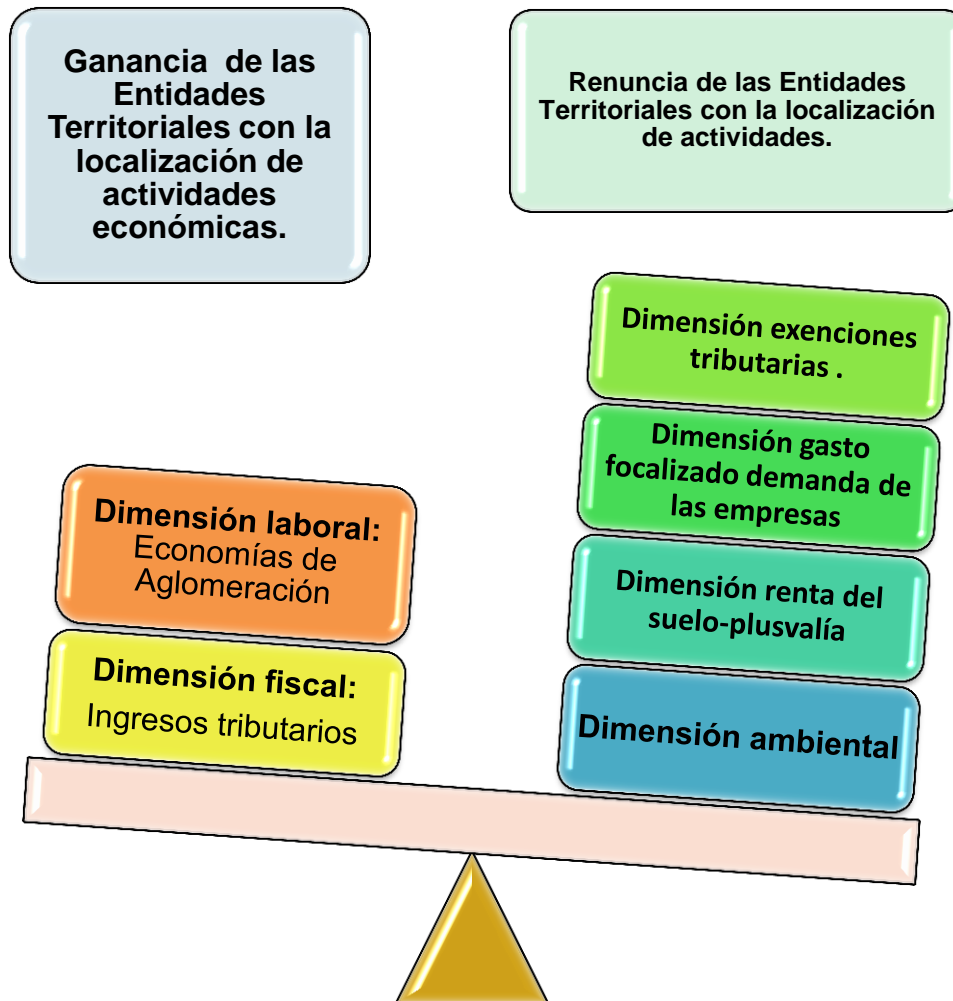 Ganancia de las
Entidades
Territoriales con la
localización de
actividades
económicas.
Renuncia de las Entidades
Territoriales con la localización
de actividades.
Dimensión laboral:
Economías de
Aglomeración
Dimensión fiscal:
Ingresos tributarios
Dimensión exenciones
tributarias .
Dimensión gasto
focalizado demanda de
las empresas
Dimensión renta del
suelo-plusvalía
Dimensión ambiental